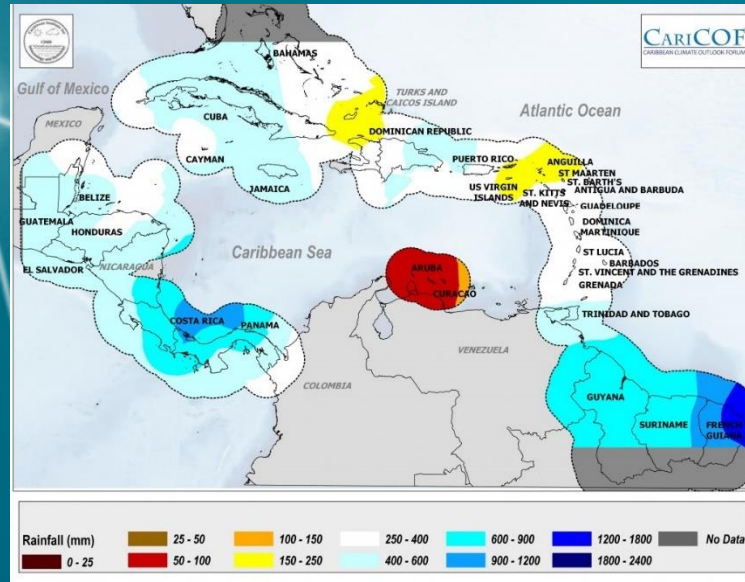 CARICOF
CARIBBEAN CLIMATE OUTLOOK FORUM
BAHAMAS
Gulf of Mexico
TURKS AND
CAICOS ISLAND
Atlantic Ocean
MEXICO
CUBA
DOMINICAN REPUBLIC
CAYMAN
PUERTO RICO
ANGUILLA
ST MAARTEN
ST. BARTH'S
JAMAICA
US VIRGIN
ISLANDS
ST. KITTS
AND NEVIS
ANTIGUA AND BARBUDA
BELIZE
GUADELOUPE
GUATEMALA
DOMINICA
HONDURAS
MARTINIQUE
Caribbean Sea
ST LUCIA
EL SALVADOR
NICARAGUA
ARUBA
BARBADOS
ST. VINCENT AND THE GRENADINES
CURACAO
GRENADA
COSTA RICA
PANAMA
TRINIDAD AND TOBAGO
VENEZUELA
COLOMBIA
GUYANA
SURINAME
FRENCH
GUIANA
Rainfall (mm)
0 - 25
25 - 50
50 - 100
100 - 150
150 - 250
250 - 400
400 - 600
600 - 900
900 - 1200
1200 - 1800
1800 - 2400
No Data